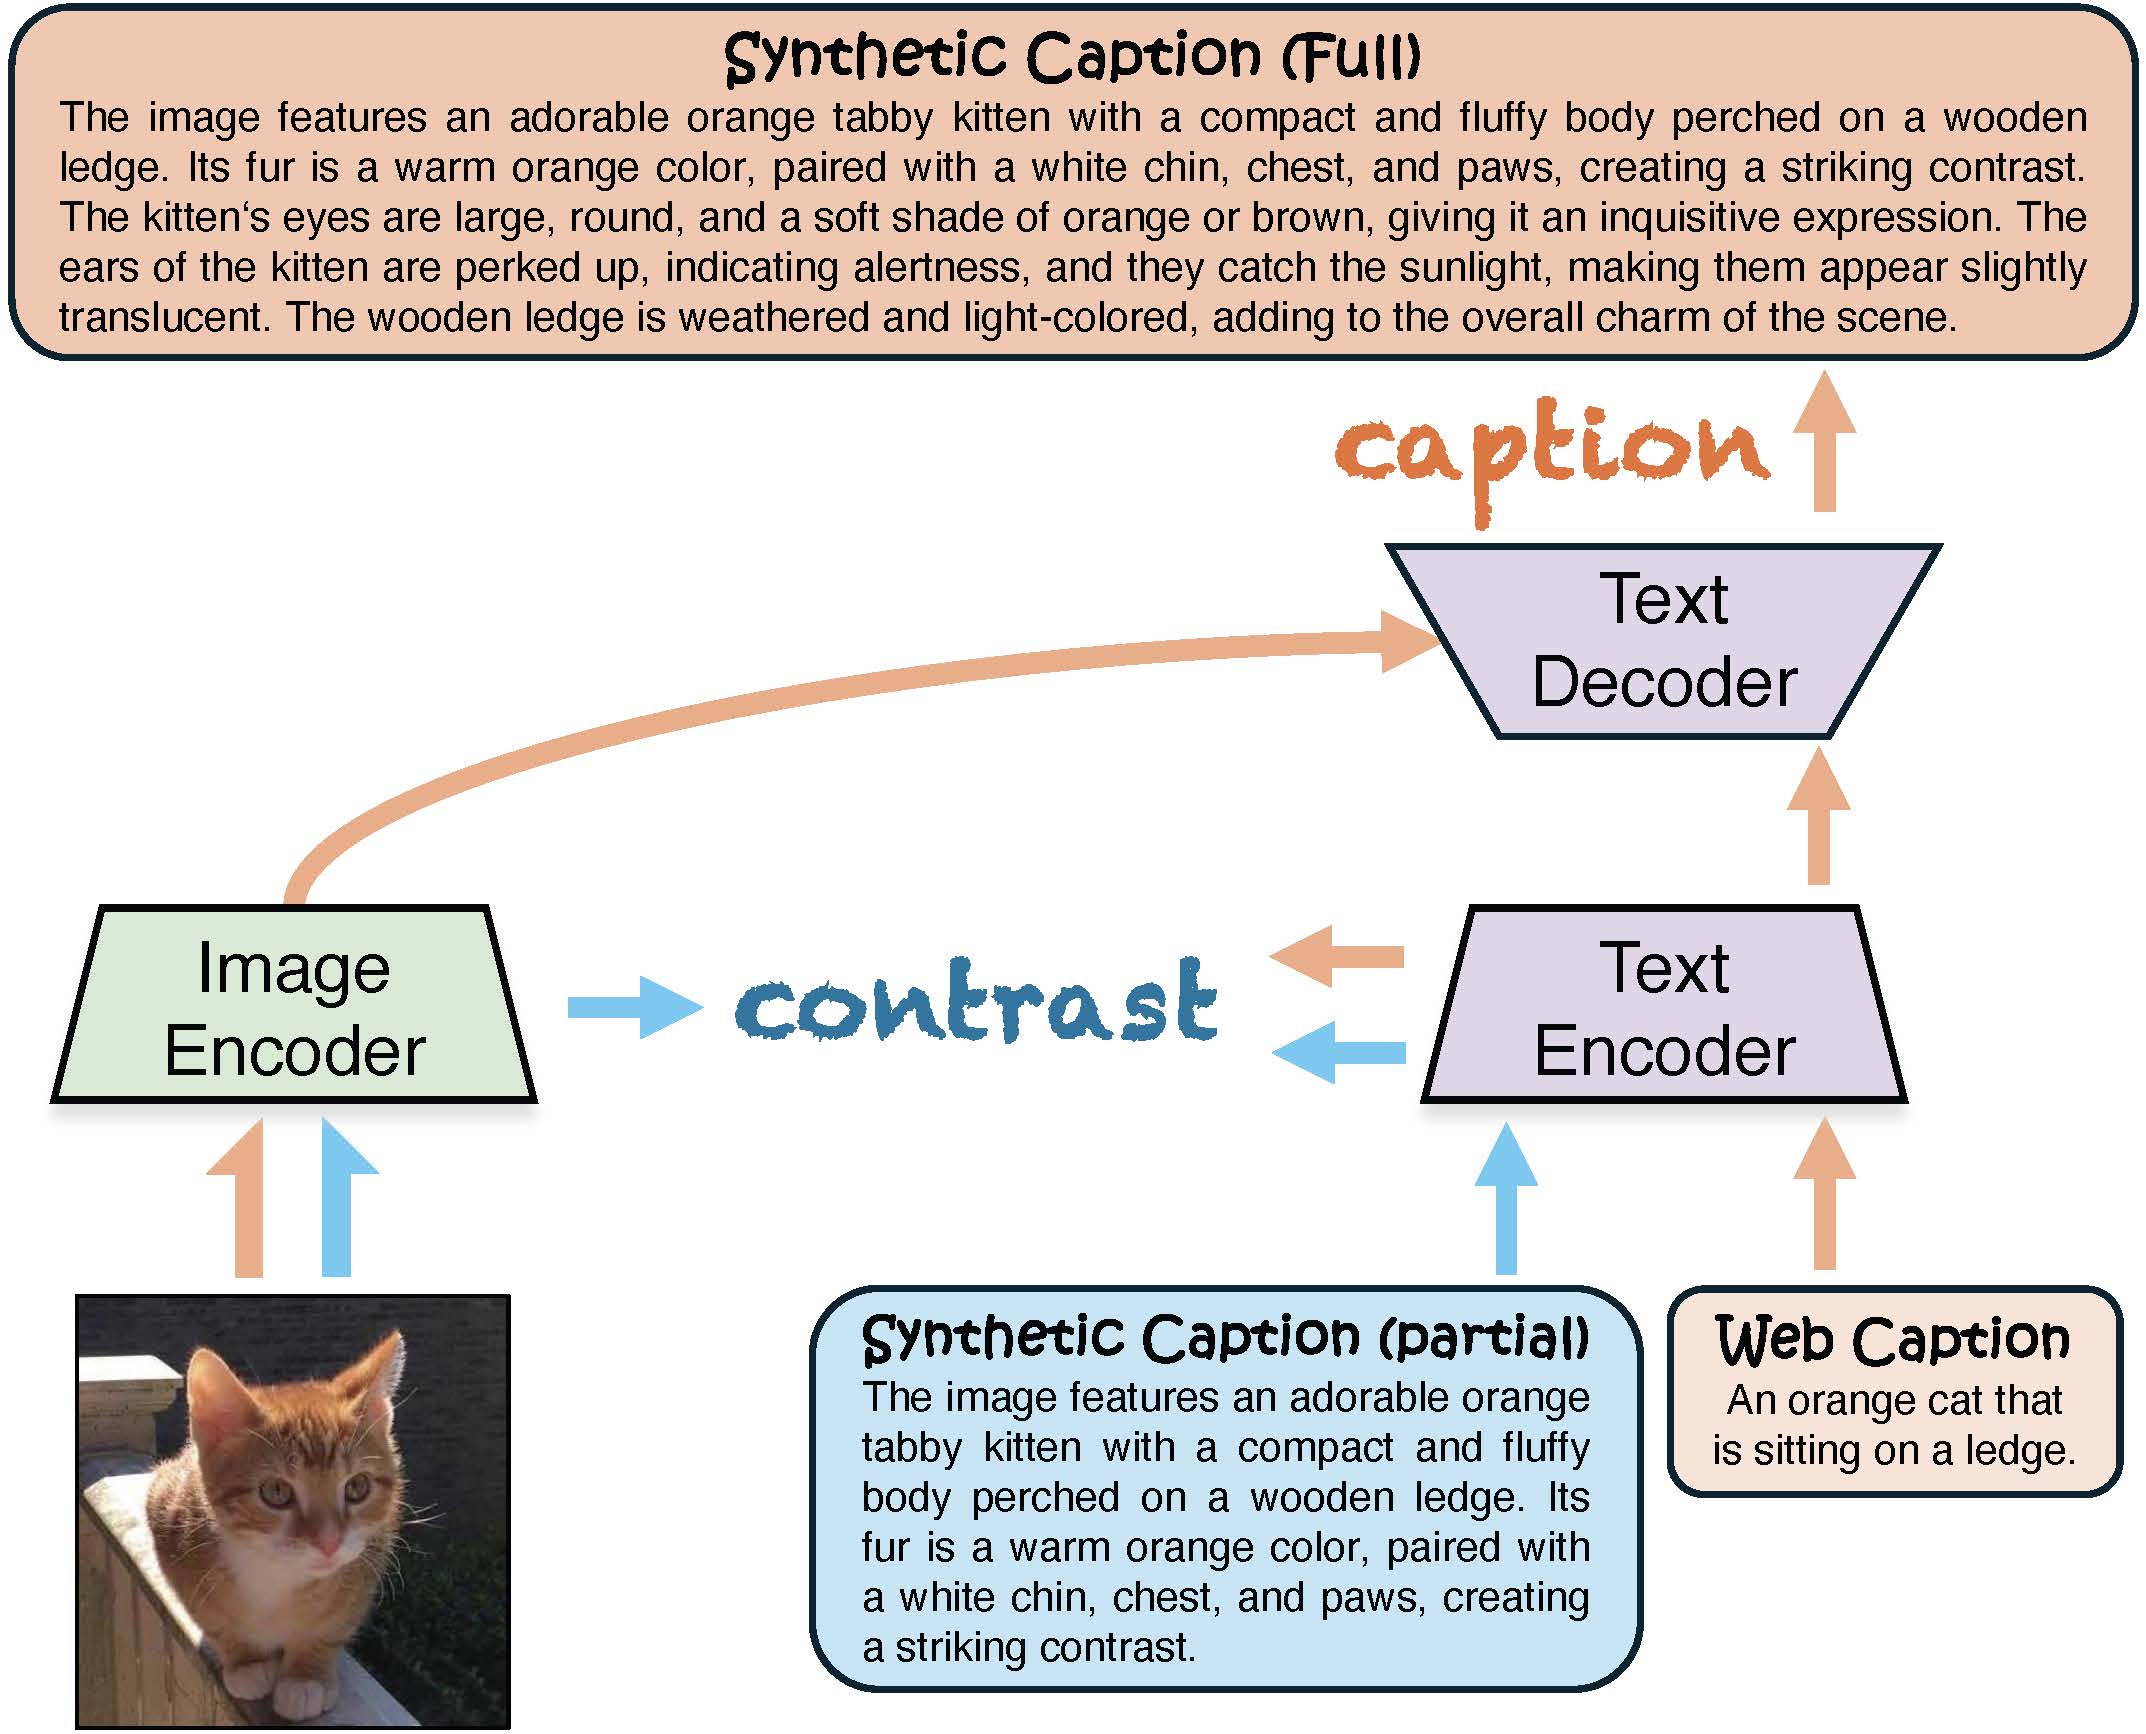 Synthetic Caption (Full)
The image features an adorable orange tabby kitten with a compact and fluffy body perched on a wooden
ledge. Its fur is a warm orange color, paired with a white chin, chest, and paws, creating a striking contrast.
The kitten‘s eyes are large, round, and a soft shade of orange or brown, giving it an inquisitive expression. The
ears of the kitten are perked up, indicating alertness, and they catch the sunlight, making them appear slightly
translucent. The wooden ledge is weathered and light-colored, adding to the overall charm of the scene.
caption
Text
Decoder
Image
Encoder
contrast
Text
Encoder
Synthetic Caption (partial)
The image features an adorable orange
tabby kitten with a compact and fluffy
body perched on a wooden ledge. Its
fur is a warm orange color, paired with
a white chin, chest, and paws, creating
a striking contrast.
Web Caption
An orange cat that
is sitting on a ledge.